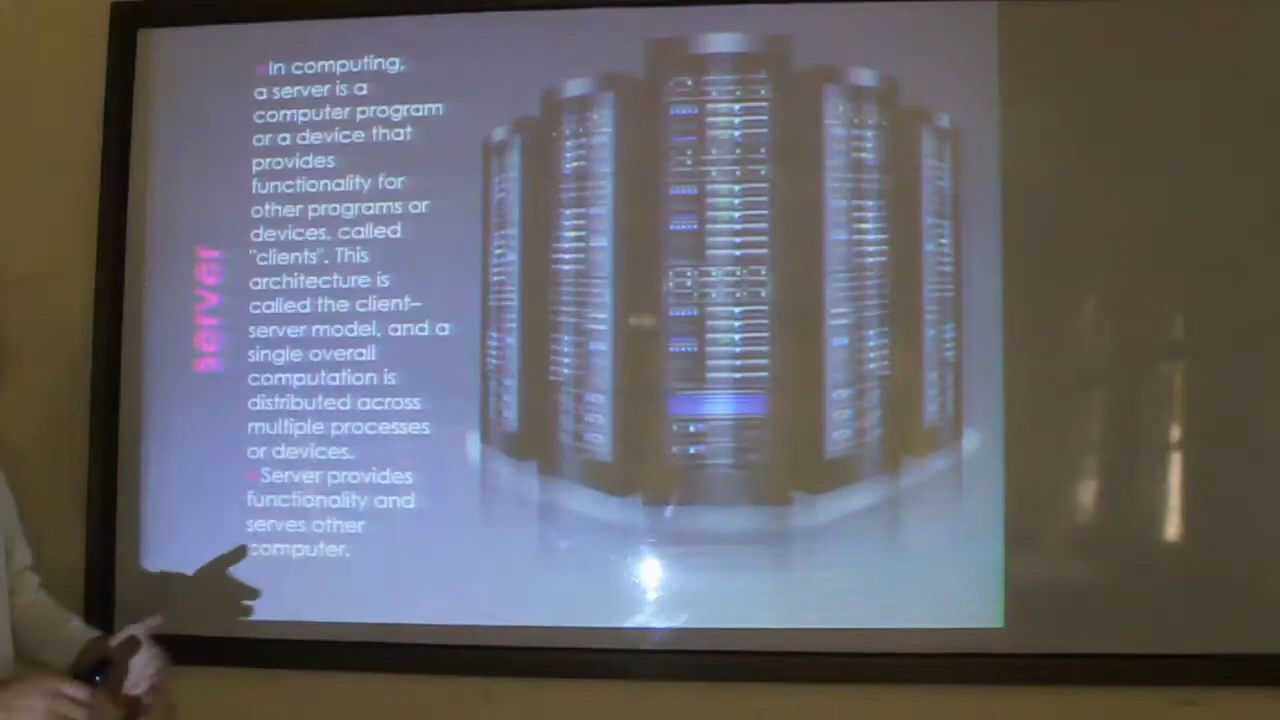 server
In computing,
a server is a
computer program
or a device that
provides
functionality for
other programs or
devices, called
"clients". This
architecture is
called the client–
server model, and a
single overall
computation is
distributed across
multiple processes
or devices.
Server provides
functionality and
serves other
computer.